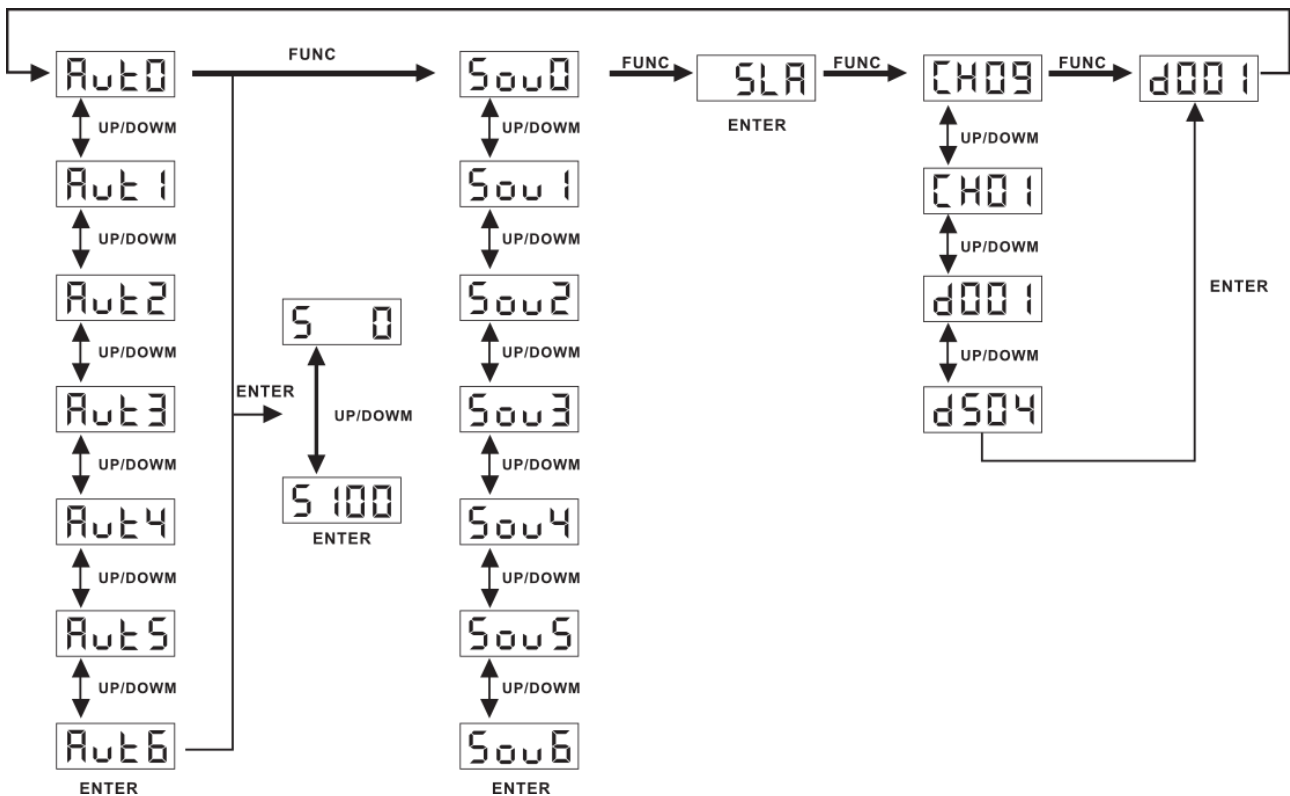 Aut0
FUNC
Sou0
FUNC
SLA
FUNC
CH09
FUNC
d001
UP/DOWM
UP/DOWM
ENTER
UP/DOWM
Aut1
Sou1
CH01
UP/DOWM
UP/DOWM
UP/DOWM
Aut2
S 0
Sou2
d001
ENTER
UP/DOWM
UP/DOWM
UP/DOWM
Aut3
ENTER
UP/DOWM
Sou3
dS04
UP/DOWM
UP/DOWM
Aut4
S 100
ENTER
Sou4
UP/DOWM
UP/DOWM
Aut5
Sou5
UP/DOWM
UP/DOWM
Aut6
ENTER
Sou6
ENTER